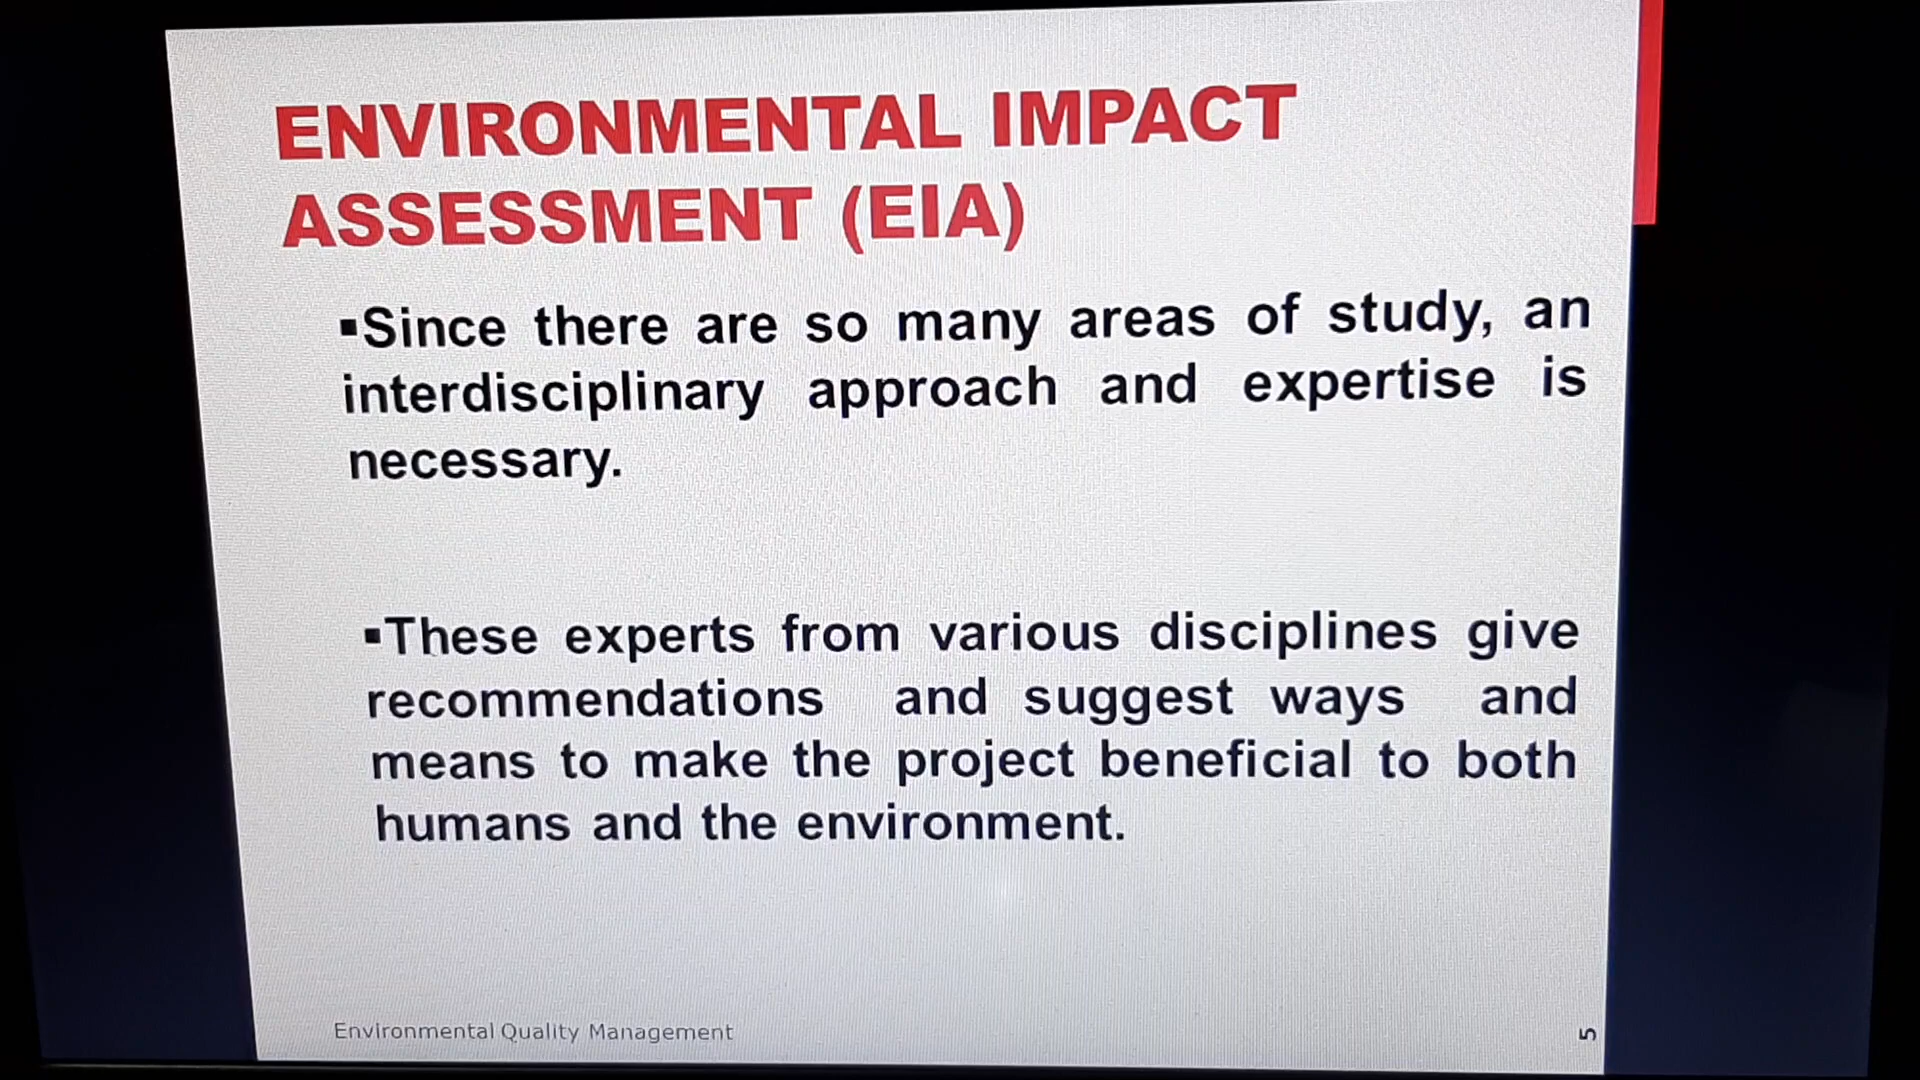 ENVIRONMENTAL IMPACT
ASSESSMENT (EIA)
▪Since there are so many areas of study, an
interdisciplinary approach and expertise is
necessary.
▪These experts from various disciplines give
recommendations and suggest ways and
means to make the project beneficial to both
humans and the environment.
Environmental Quality Management
5